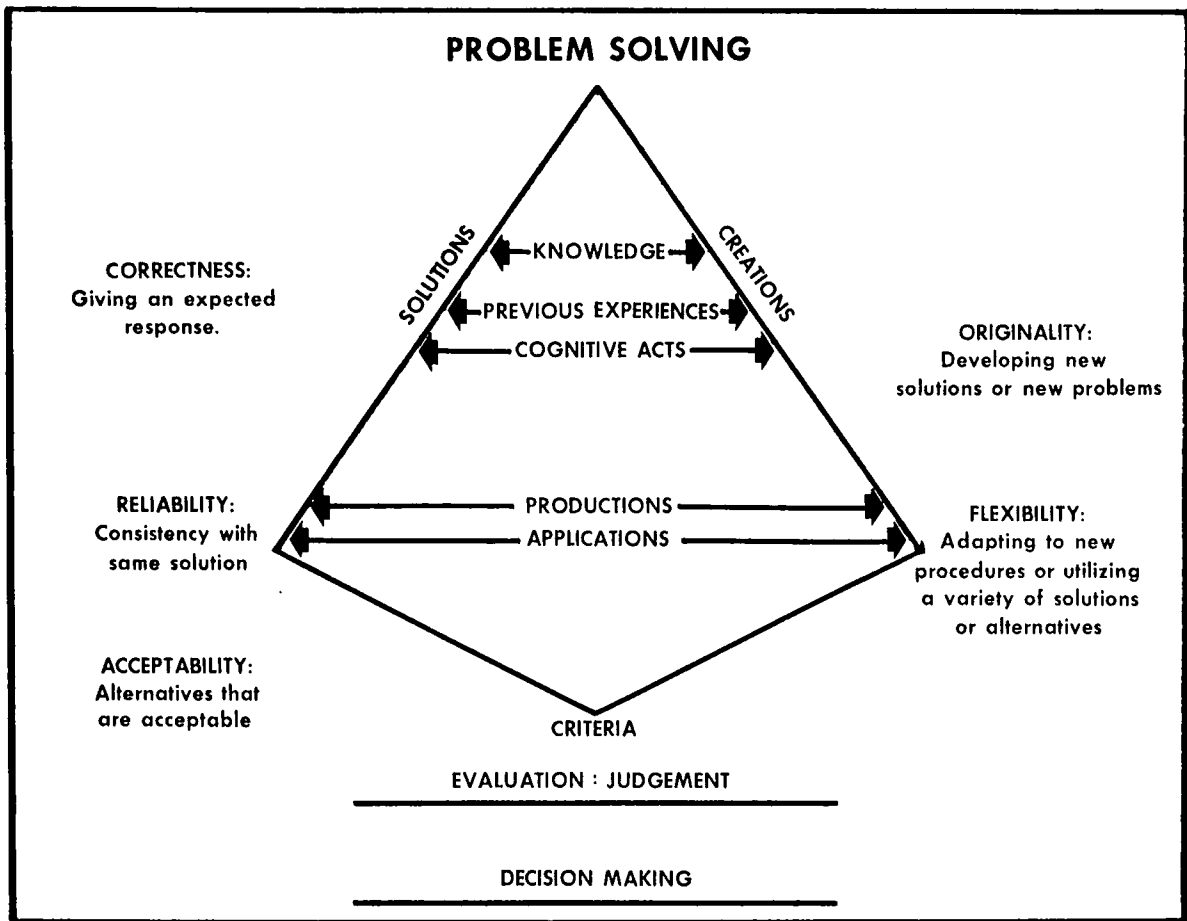 PROBLEM SOLVING
SOLUTIONS
CREATIONS
KNOWLEDGE
PREVIOUS EXPERIENCES
COGNITIVE ACTS
CORRECTNESS:
Giving an expected
response.
ORIGINALITY:
Developing new
solutions or new problems
PRODUCTIONS
APPLICATIONS
RELIABILITY:
Consistency with
same solution
FLEXIBILITY:
Adapting to new
procedures or utilizing
a variety of solutions
or alternatives
ACCEPTABILITY:
Alternatives that
are acceptable
CRITERIA
EVALUATION : JUDGEMENT
DECISION MAKING